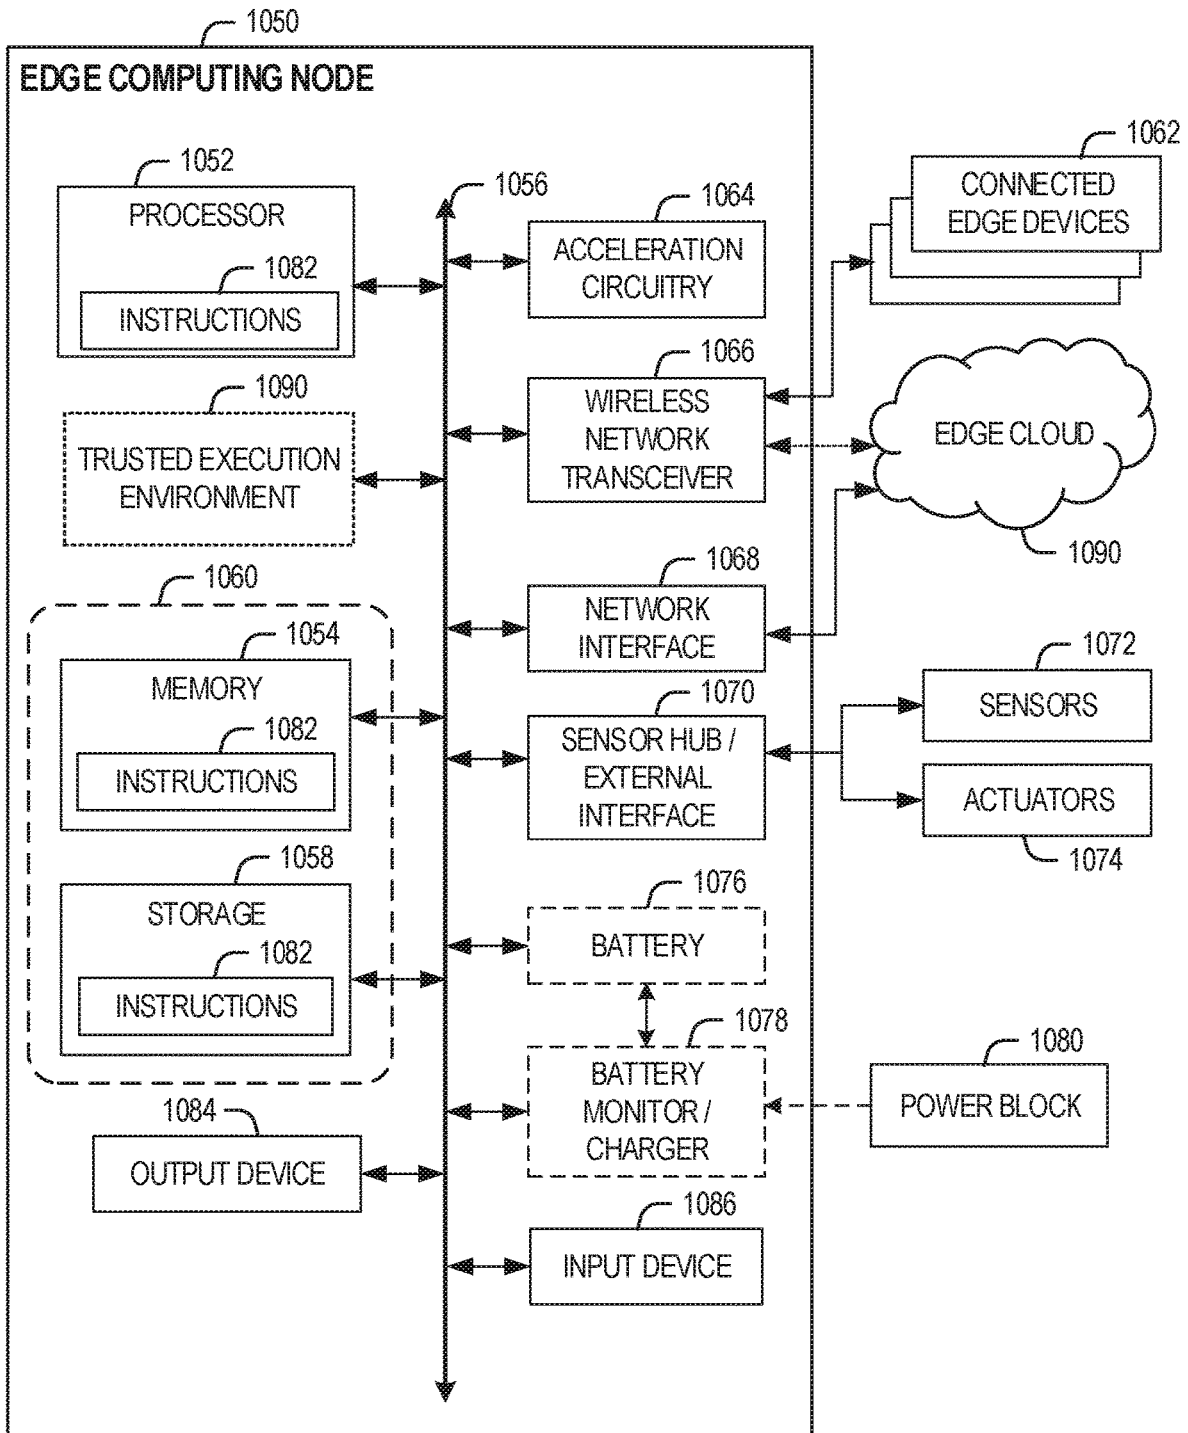 1050
EDGE COMPUTING NODE
1052
PROCESSOR
1082
INSTRUCTIONS
1090
TRUSTED EXECUTION
ENVIRONMENT
1060
1054
MEMORY
1082
INSTRUCTIONS
1058
STORAGE
1082
INSTRUCTIONS
1084
OUTPUT DEVICE
1056
1064
ACCELERATION
CIRCUITRY
1066
WIRELESS
NETWORK
TRANSCEIVER
1068
NETWORK
INTERFACE
1070
SENSOR HUB /
EXTERNAL
INTERFACE
1076
BATTERY
1078
BATTERY
MONITOR /
CHARGER
1086
INPUT DEVICE
1062
CONNECTED
EDGE DEVICES
EDGE CLOUD
1090
1072
SENSORS
ACTUATORS
1074
1080
POWER BLOCK